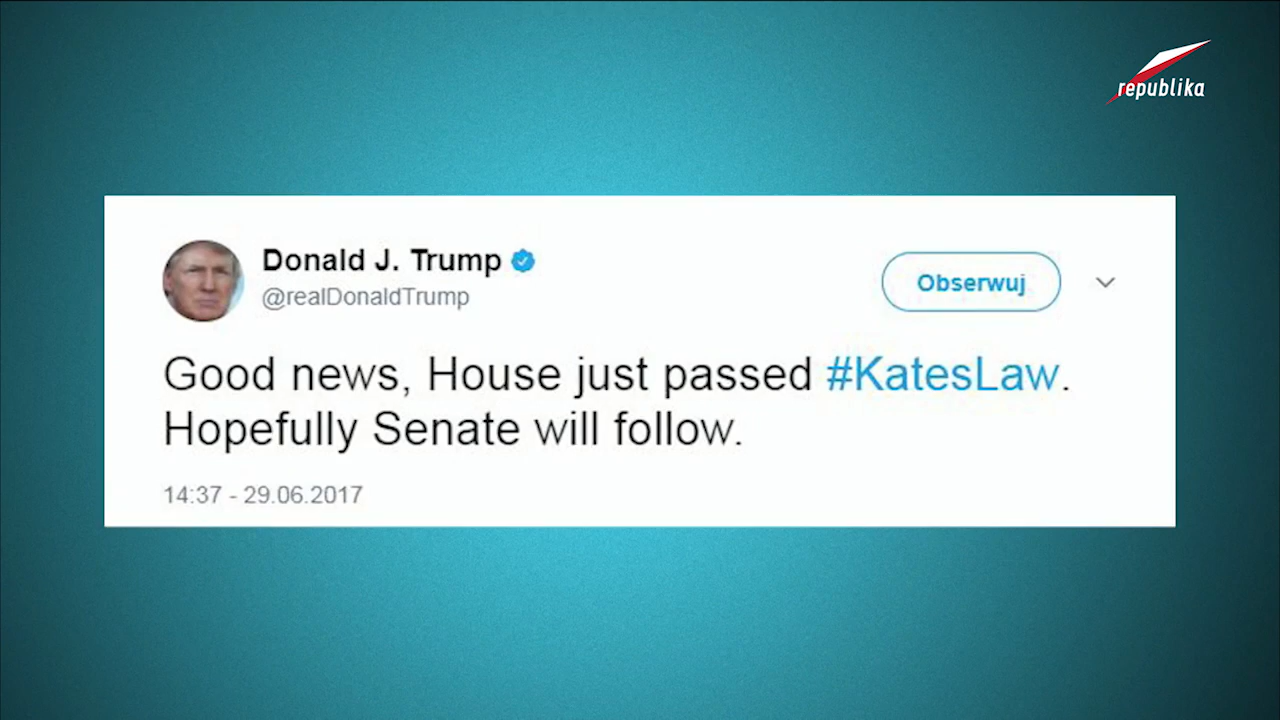 republika
Donald J. Trump
@realDonaldTrump
Obserwuj
Good news, House just passed #KatesLaw.
Hopefully Senate will follow.
14:37 - 29.06.2017